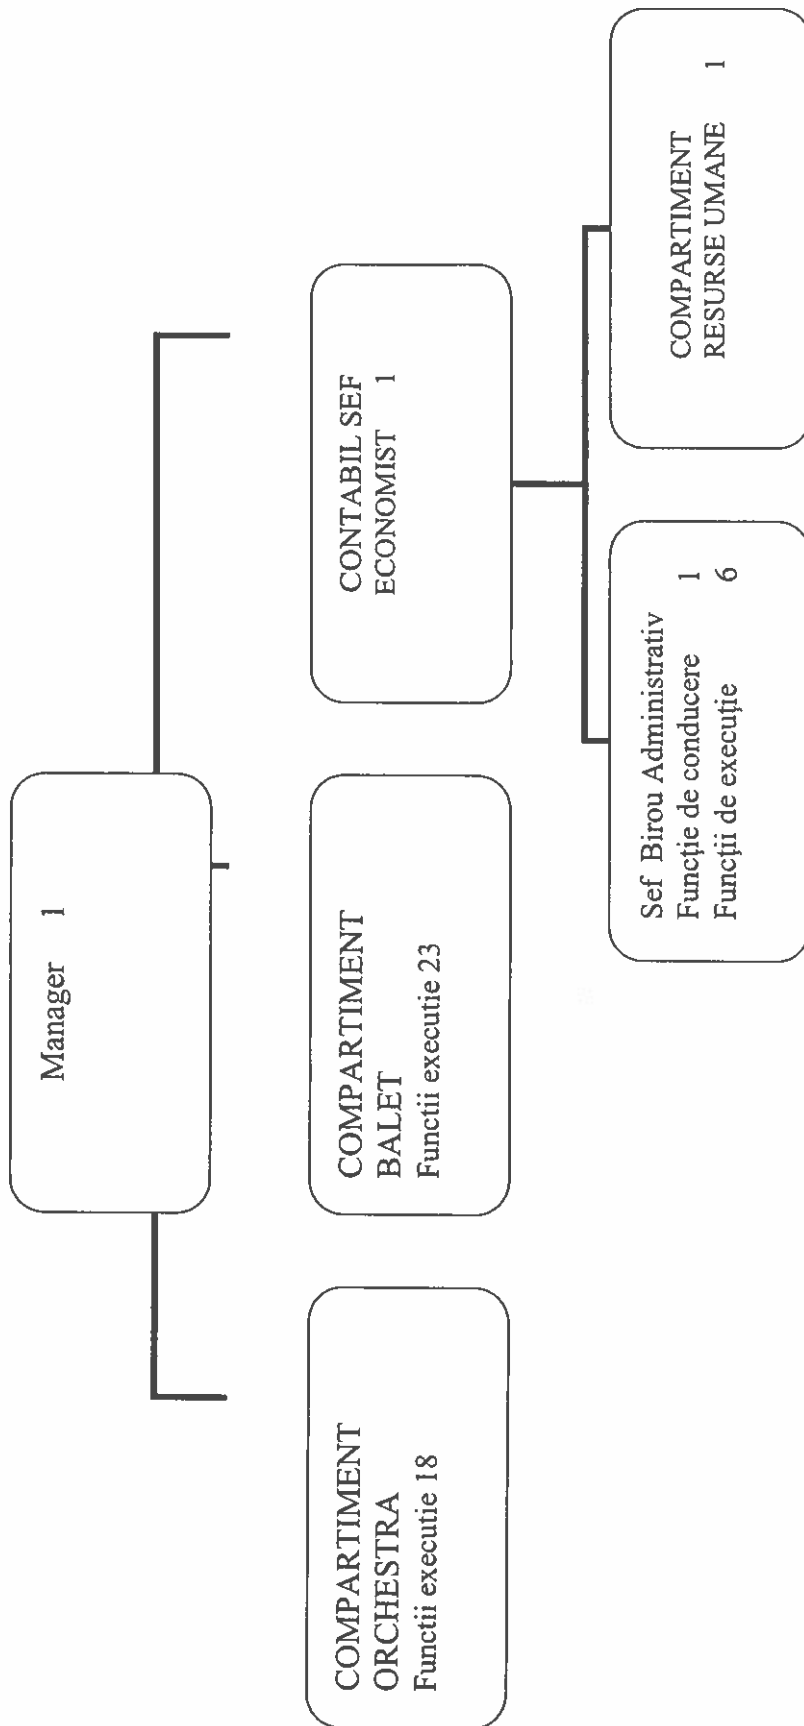 Manager 1
COMPARTIMENT
ORCHESTRA
Functii executie 18
COMPARTIMENT
BALET
Functii executie 23
CONTABIL SEF
ECONOMIST 1
Sef Birou Administrativ
Funcție de conducere 1
Funcții de execuție 6
COMPARTIMENT
RESURSE UMANE 1